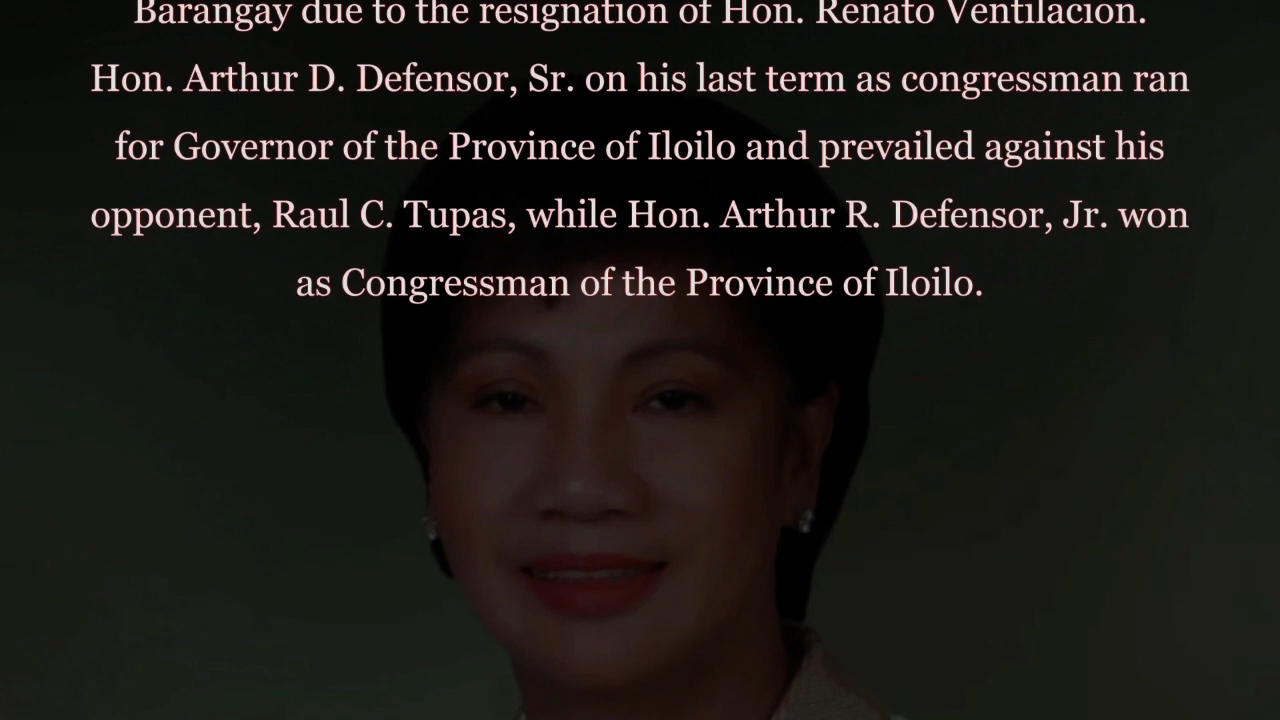 Barangay due to the resignation of Hon. Renato Ventilacion.
Hon. Arthur D. Defensor, Sr. on his last term as congressman ran
for Governor of the Province of Iloilo and prevailed against his
opponent, Raul C. Tupas, while Hon. Arthur R. Defensor, Jr. won
as Congressman of the Province of Iloilo.